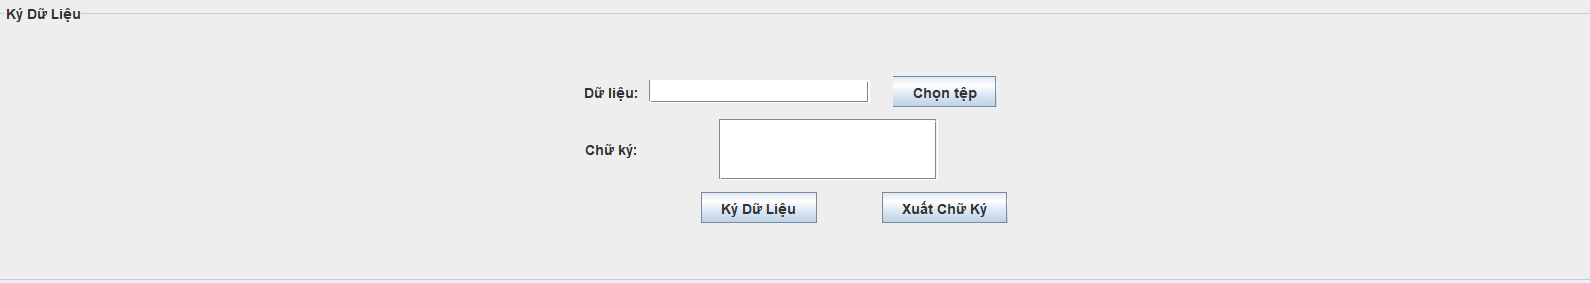 Ký Dữ Liệu
Dữ liệu:
Chọn tệp
Chữ ký:
Ký Dữ Liệu
Xuất Chữ Ký